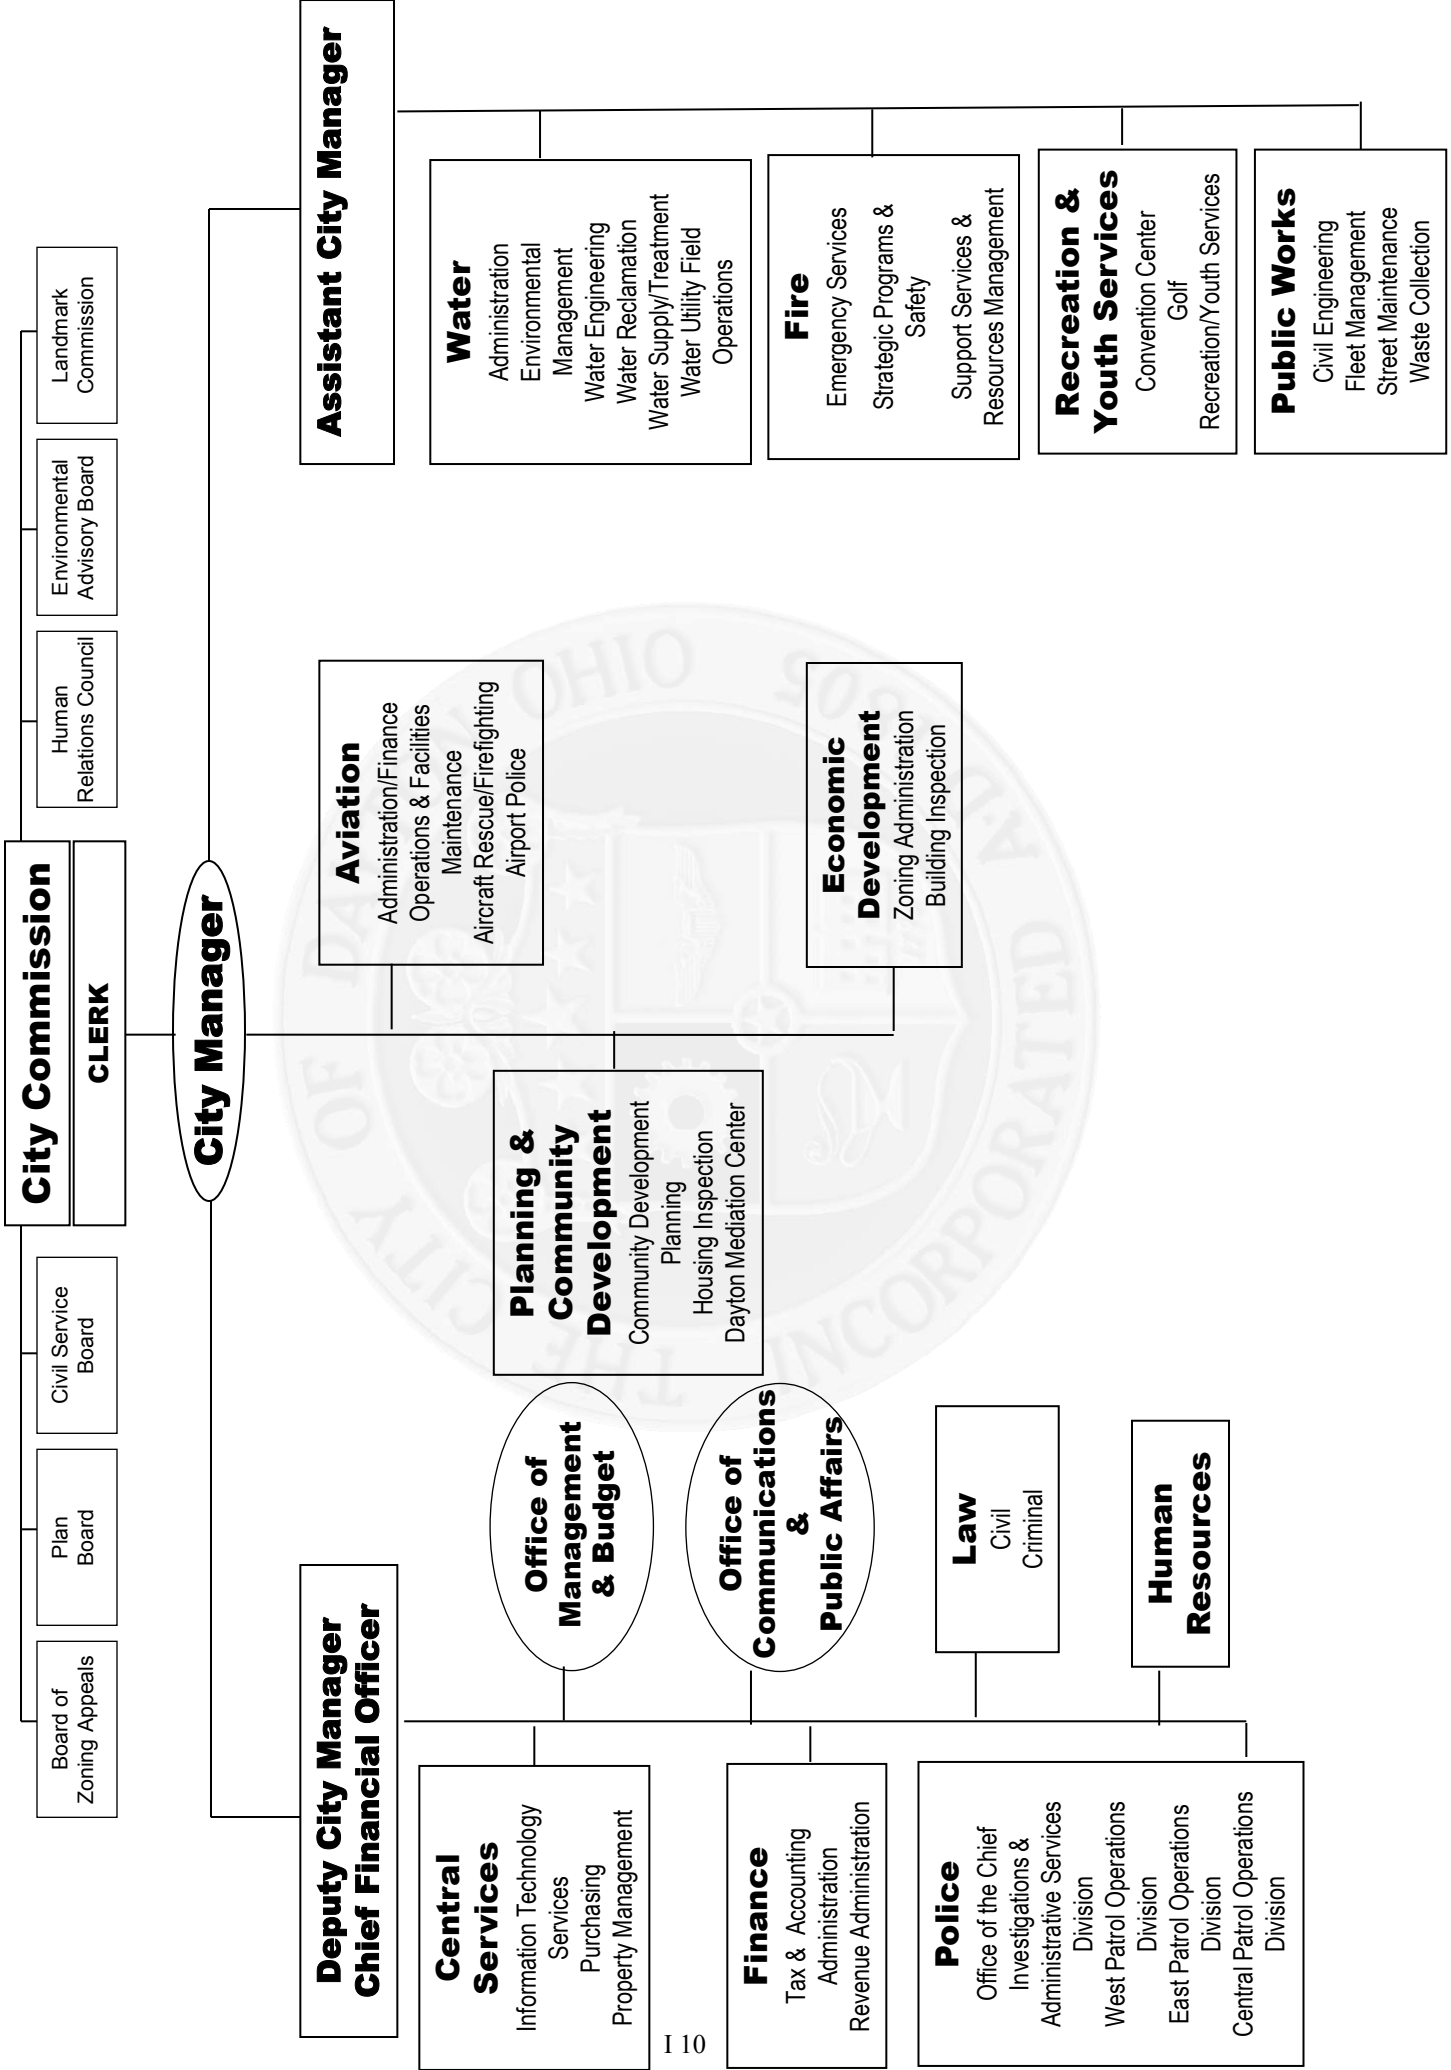 City Commission
CLERK
Board of
Zoning Appeals
Plan
Board
Civil Service
Board
Human
Relations Council
Environmental
Advisory Board
Landmark
Commission
City Manager
Deputy City Manager
Chief Financial Officer
Central
Services
Information Technology
Services
Purchasing
Property Management
Finance
Tax & Accounting
Administration
Revenue Administration
Police
Office of the Chief
Investigations &
Administrative Services
Division
West Patrol Operations
Division
East Patrol Operations
Division
Central Patrol Operations
Division
Office of
Management
& Budget
Office of
Communications
&
Public Affairs
Law
Civil
Criminal
Human
Resources
Planning &
Community
Development
Community Development
Planning
Housing Inspection
Dayton Mediation Center
Aviation
Administration/Finance
Operations & Facilities
Maintenance
Aircraft Rescue/Firefighting
Airport Police
Economic
Development
Zoning Administration
Building Inspection
Assistant City Manager
Water
Administration
Environmental
Management
Water Engineering
Water Reclamation
Water Supply/Treatment
Water Utility Field
Operations
Fire
Emergency Services
Strategic Programs &
Safety
Support Services &
Resources Management
Recreation &
Youth Services
Convention Center
Golf
Recreation/Youth Services
Public Works
Civil Engineering
Fleet Management
Street Maintenance
Waste Collection
THE CITY OF DAYTON OHIO
INCORPORATED A.D. 1805
I 10